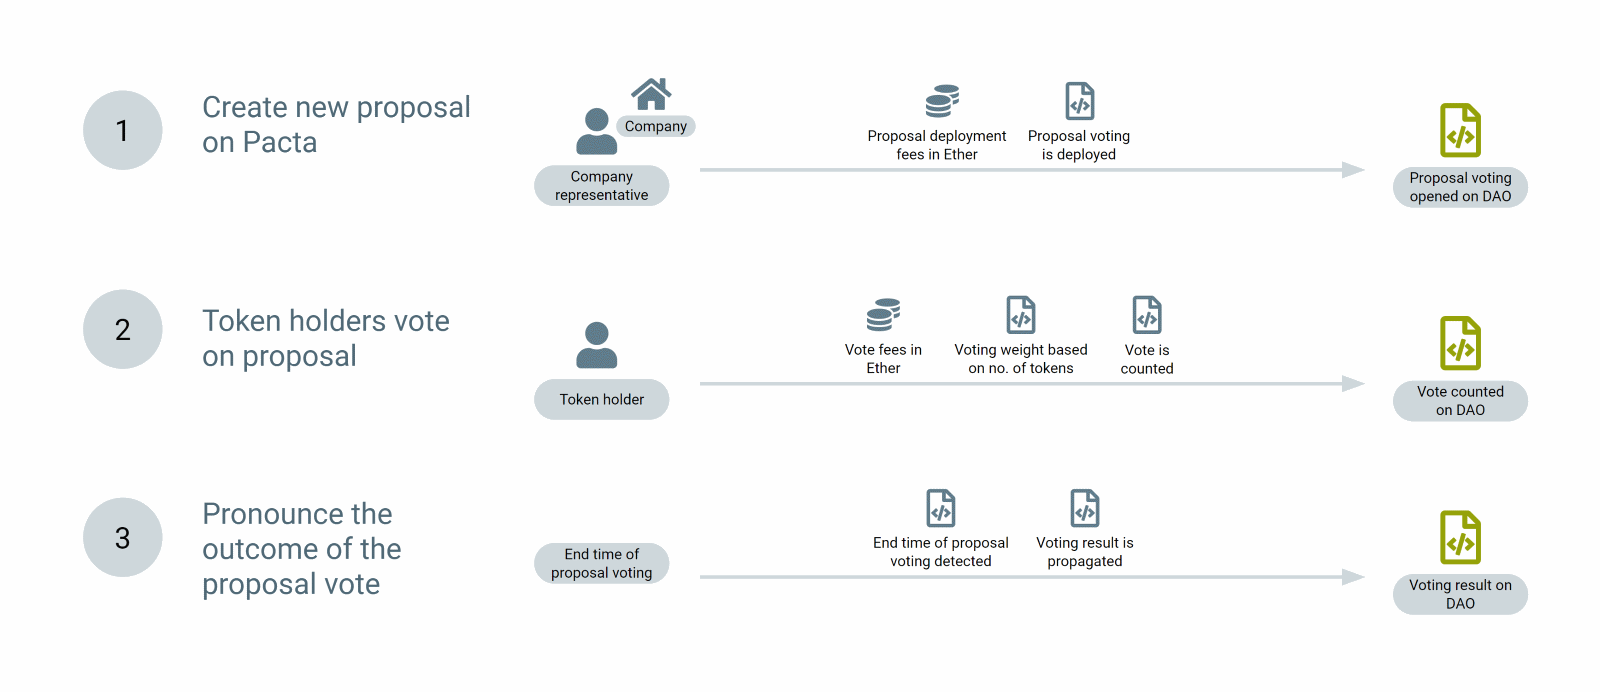 1
Create new proposal
on Pacta
Company
Company
representative
Proposal deployment
fees in Ether
Proposal voting
is deployed
Proposal voting
opened on DAO
2
Token holders vote
on proposal
Token holder
Vote fees in
Ether
Voting weight based
on no. of tokens
Vote is
counted
Vote counted
on DAO
3
Pronounce the
outcome of the
proposal vote
End time of
proposal voting
End time of proposal
voting detected
Voting result is
propagated
Voting result on
DAO